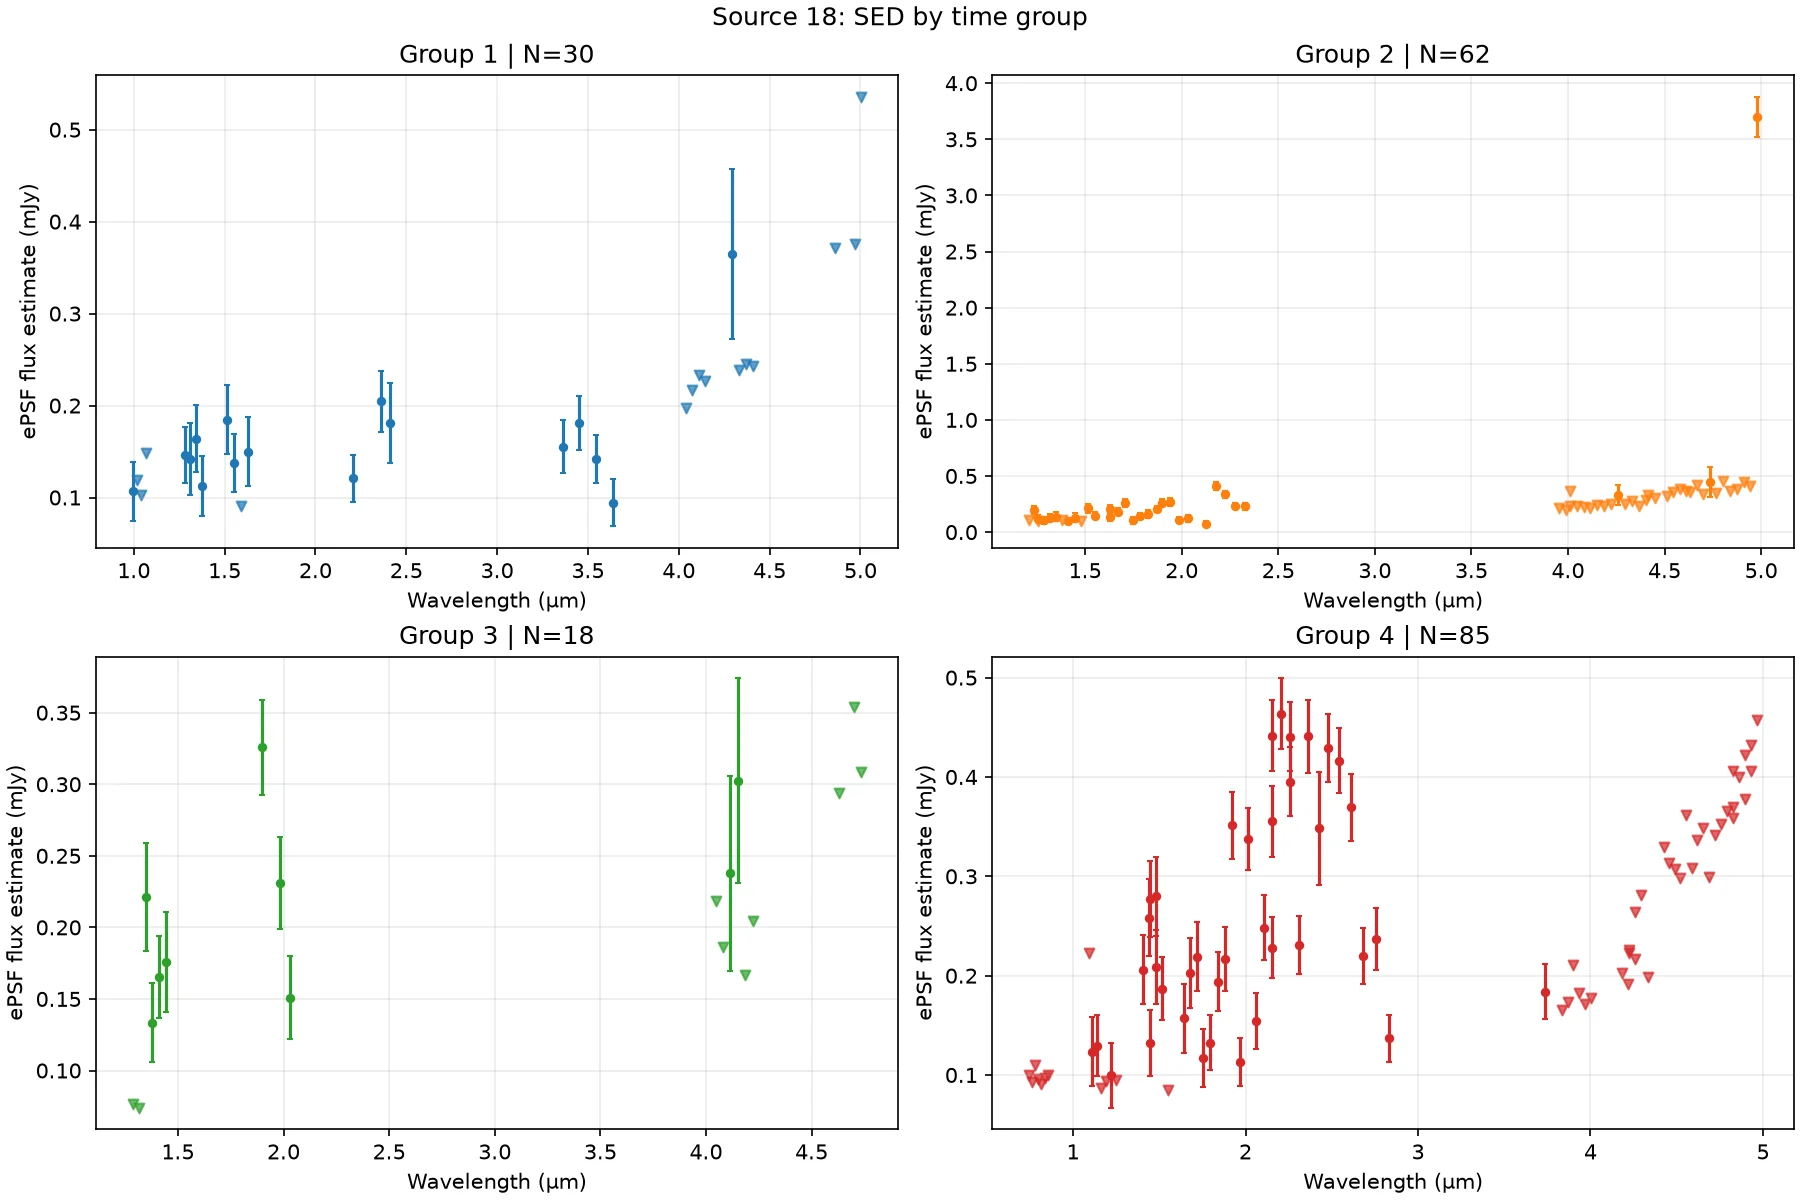 Source 18: SED by time group
Group 1 | N=30
ePSF flux estimate (mJy)
0.5
0.4
0.3
0.2
0.1
1.0 1.5 2.0 2.5 3.0 3.5 4.0 4.5 5.0
Wavelength (μm)
Group 2 | N=62
ePSF flux estimate (mJy)
4.0
3.5
3.0
2.5
2.0
1.5
1.0
0.5
0.0
1.5 2.0 2.5 3.0 3.5 4.0 4.5 5.0
Wavelength (μm)
Group 3 | N=18
ePSF flux estimate (mJy)
0.35
0.30
0.25
0.20
0.15
0.10
1.5 2.0 2.5 3.0 3.5 4.0 4.5
Wavelength (μm)
Group 4 | N=85
ePSF flux estimate (mJy)
0.5
0.4
0.3
0.2
0.1
1 2 3 4 5
Wavelength (μm)